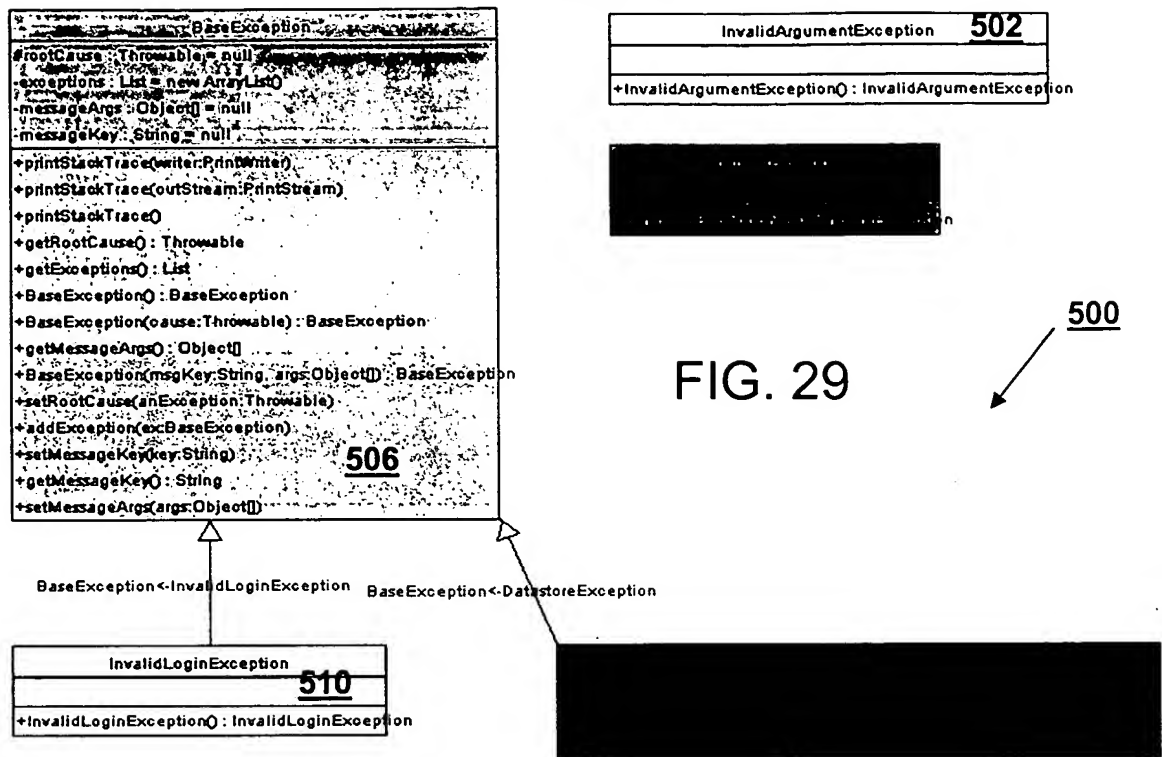 BaseException
#rootCause : Throwable = null
-exceptions : List = new ArrayList()
-messageArgs : Object[] = null
-messageKey : String = null
+printStackTrace(writer:PrintWriter)
+printStackTrace(outStream:PrintStream)
+printStackTrace()
+getRootCause() : Throwable
+getExceptions() : List
+BaseException() : BaseException
+BaseException(cause:Throwable) : BaseException
+getMessageArgs() : Object[]
+BaseException(msgKey:String, args:Object[]) : BaseException
+setRootCause(anException:Throwable)
+addException(ex:BaseException)
+setMessageKey(key:String)
506
+getMessageKey() : String
+setMessageArgs(args:Object[])
InvalidArgumentException 502
+InvalidArgumentException() : InvalidArgumentException
500
FIG. 29
BaseException<-InvalidLoginException
BaseException<-DatastoreException
InvalidLoginException
510
+InvalidLoginException() : InvalidLoginException